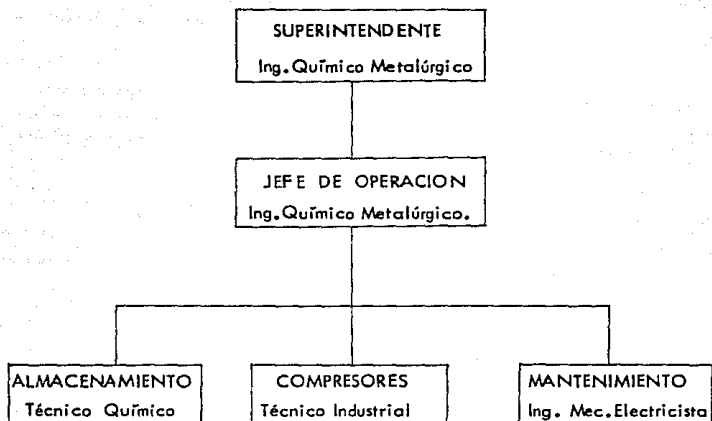 SUPERINTENDENTE
Ing.Químico Metalúrgico
JEFE DE OPERACION
Ing.Químico Metalúrgico.
ALMACENAMIENTO
Técnico Químico
COMPRESORES
Técnico Industrial
MANTENIMIENTO
Ing. Mec.Electricista